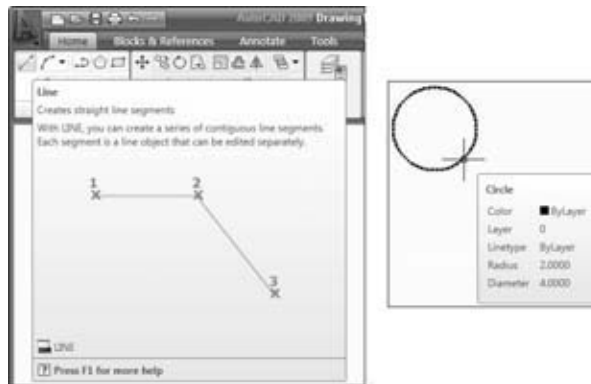 AutoCAD 2009 Drawing
Home Blocks & References Annotate Tools
Line
Creates straight line segments
With LINE, you can create a series of contiguous line segments.
Each segment is a line object that can be edited separately.
1
2
3
LINE
Press F1 for more help
Circle
Color ByLayer
Layer 0
Linetype ByLayer
Radius 2.0000
Diameter 4.0000